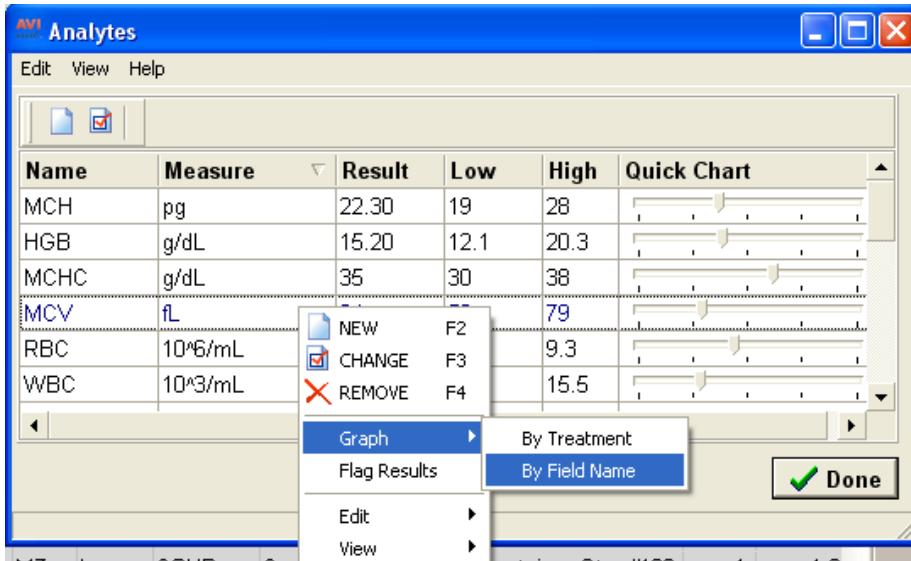 AVI Analytes
Edit View Help
Name Measure Result Low High Quick Chart
MCH pg 22.30 19 28
HGB g/dL 15.20 12.1 20.3
MCHC g/dL 35 30 38
MCV fL 79
RBC 10^6/mL 9.3
WBC 10^3/mL 15.5
NEW F2
CHANGE F3
REMOVE F4
Graph
By Treatment
Flag Results
By Field Name
Done
Edit
View